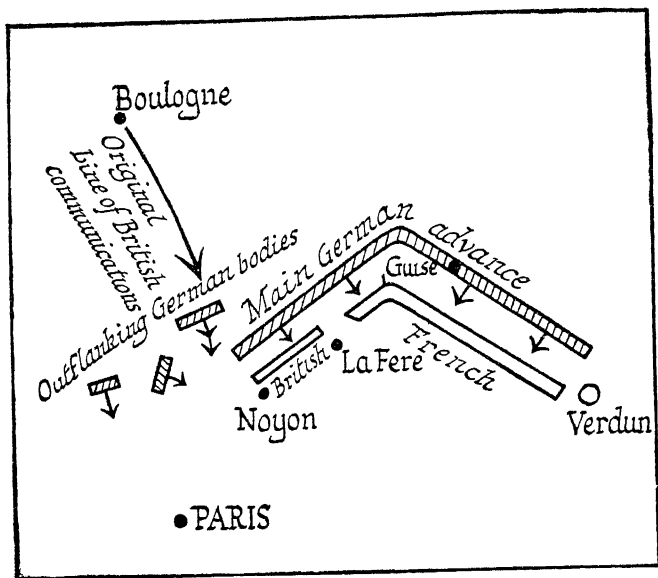 Boulogne
Original
Line of British
communications
Outflanking German bodies
Main German advance
Guise
British
La Fere
French
Noyon
Verdun
PARIS